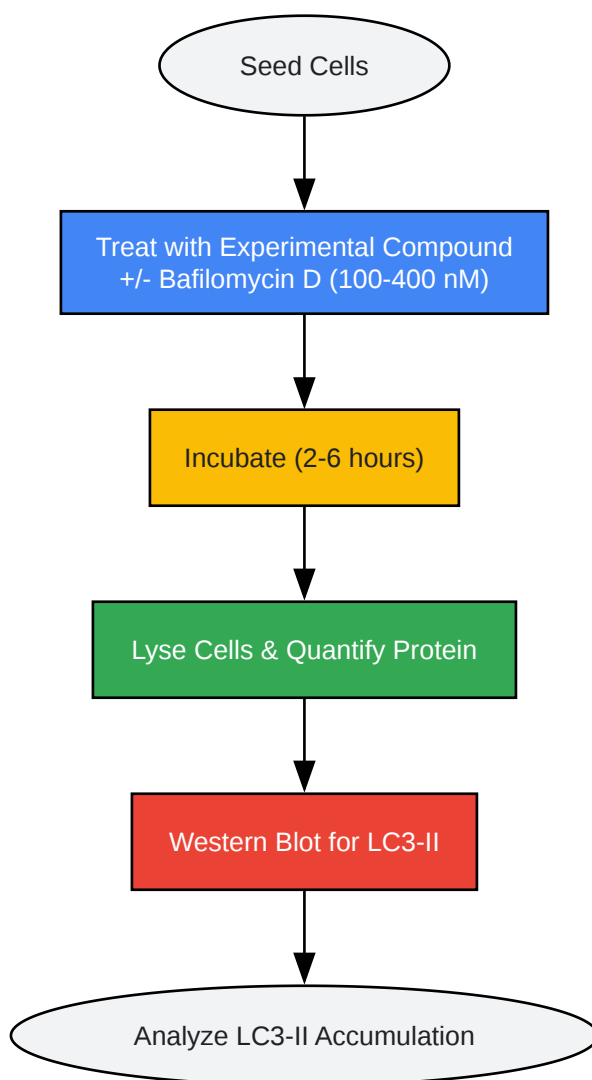 Seed Cells
Treat with Experimental Compound
+/- Bafilomycin D (100-400 nM)
Incubate (2-6 hours)
Lyse Cells & Quantify Protein
Western Blot for LC3-II
Analyze LC3-II Accumulation